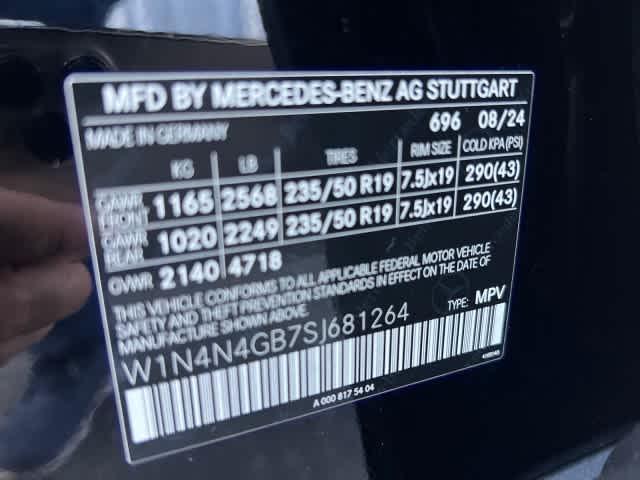 MFD BY MERCEDES-BENZ AG STUTTGART
MADE IN GERMANY 696 08/24
KG LB TIRES RIM SIZE COLD KPA (PSI)
GAWR FRONT 1165 2568 235/50 R19 7.5Jx19 290(43)
GAWR REAR 1020 2249 235/50 R19 7.5Jx19 290(43)
GVWR 2140 4718
THIS VEHICLE CONFORMS TO ALL APPLICABLE FEDERAL MOTOR VEHICLE
SAFETY AND THEFT PREVENTION STANDARDS IN EFFECT ON THE DATE OF
MANUFACTURE SHOWN ABOVE.
W1N4N4GB7SJ681264 TYPE: MPV
A 000 817 54 04